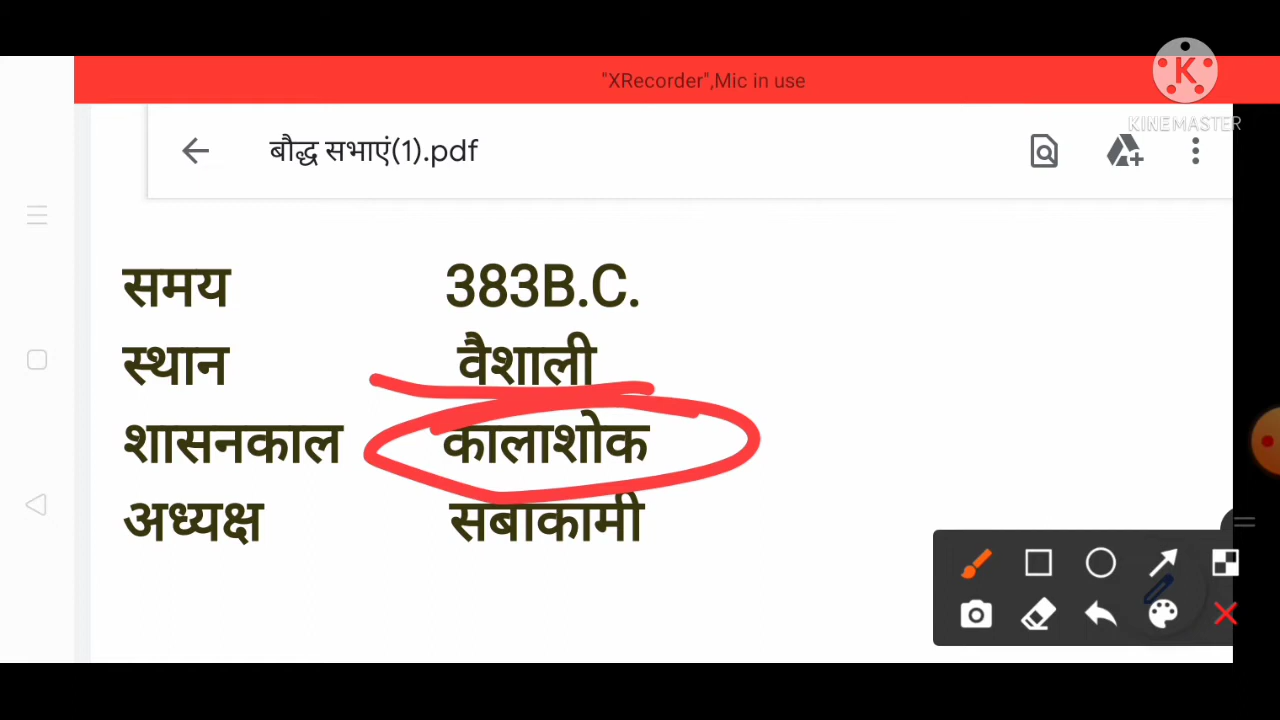 "XRecorder",Mic in use
K
KINEMASTER
बौद्ध सभाएं(1).pdf
समय 383B.C.
स्थान वैशाली
शासनकाल कालाशोक
अध्यक्ष सबाकामी